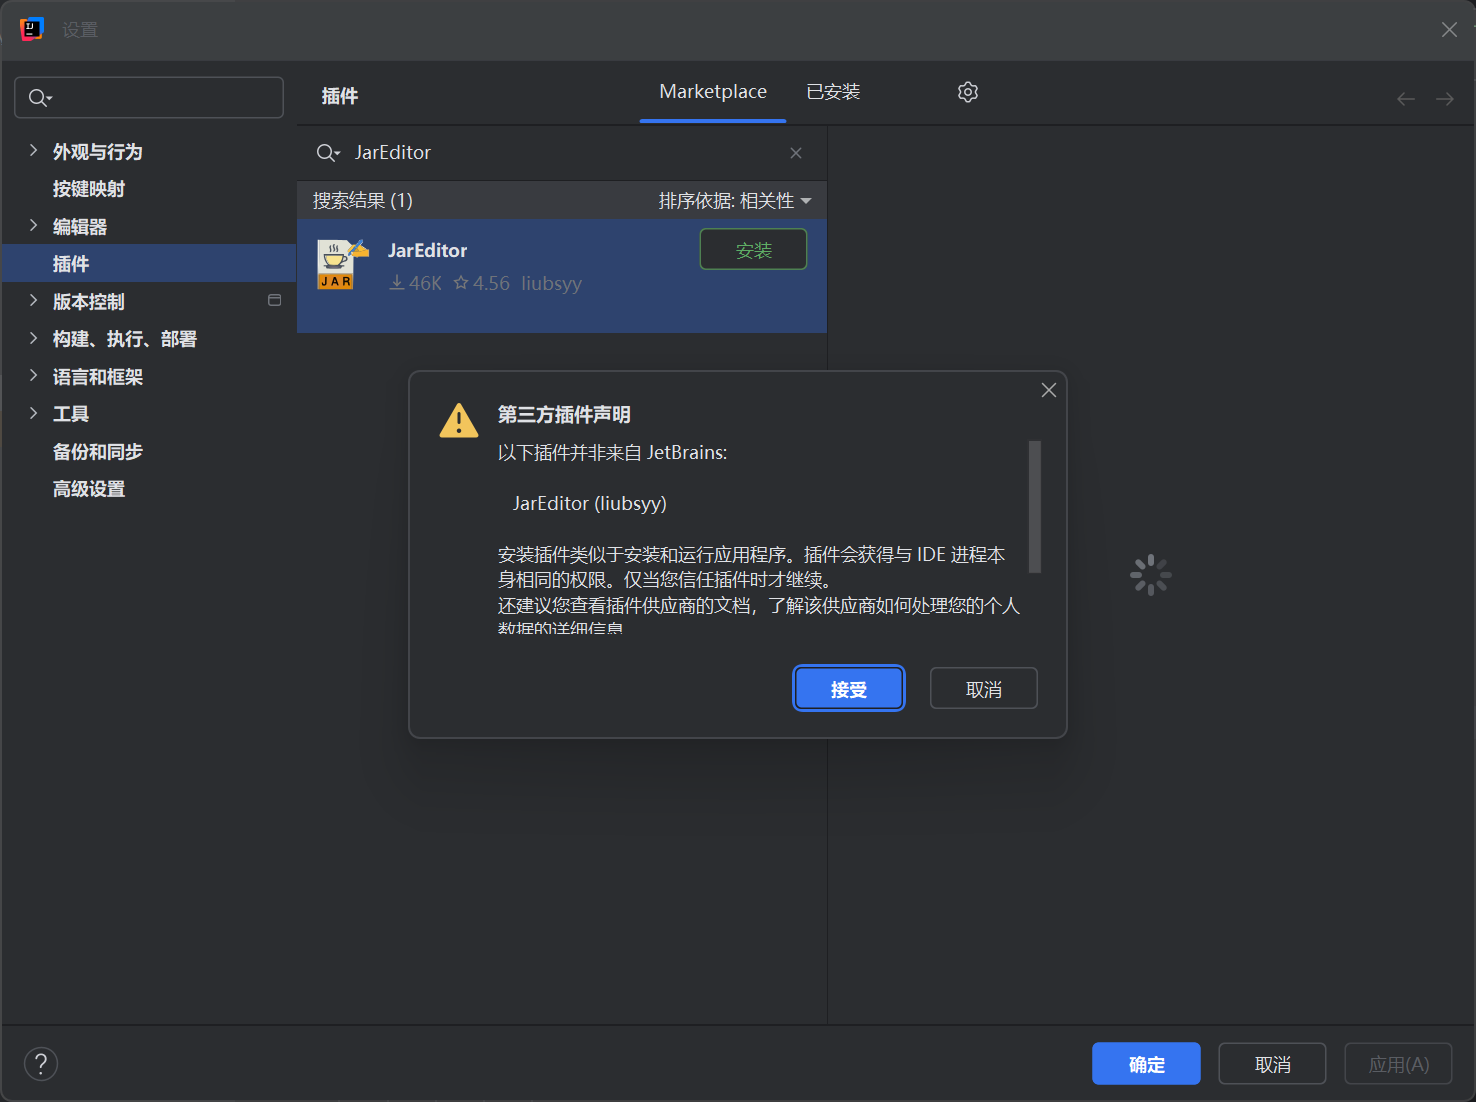 设置
插件
Marketplace
已安装
外观与行为
按键映射
编辑器
插件
版本控制
构建、执行、部署
语言和框架
工具
备份和同步
高级设置
JarEditor
搜索结果 (1)
排序依据: 相关性
JAR
JarEditor
安装
46K
4.56
liubsyy
第三方插件声明
以下插件并非来自 JetBrains:
JarEditor (liubsyy)
安装插件类似于安装和运行应用程序。插件会获得与 IDE 进程本
身相同的权限。仅当您信任插件时才继续。
还建议您查看插件供应商的文档，了解该供应商如何处理您的个人
数据的详细信息
接受
取消
?
确定
取消
应用(A)